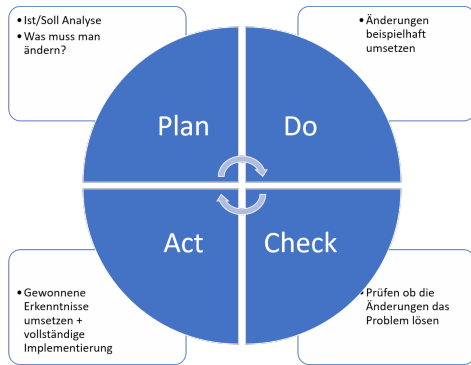 • Ist/Soll Analyse
• Was muss man
ändern?
• Änderungen
beispielhaft
umsetzen
Plan
Do
Act
Check
• Gewonnene
Erkenntnisse
umsetzen +
vollständige
Implementierung
• Prüfen ob die
Änderungen das
Problem lösen